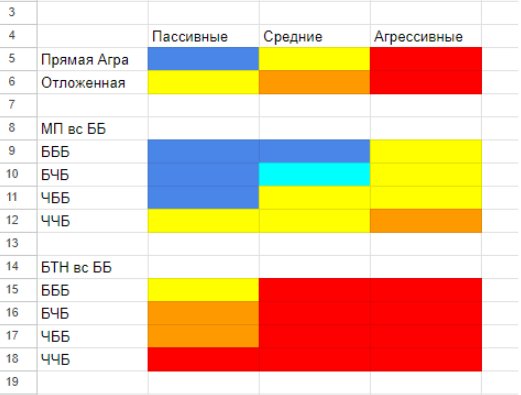 3
4 Пассивные Средние Агрессивные
5 Прямая Агра
6 Отложенная
7
8 МП вс ББ
9 БББ
10 БЧБ
11 ЧББ
12 ЧЧБ
13
14 БТН вс ББ
15 БББ
16 БЧБ
17 ЧББ
18 ЧЧБ
19